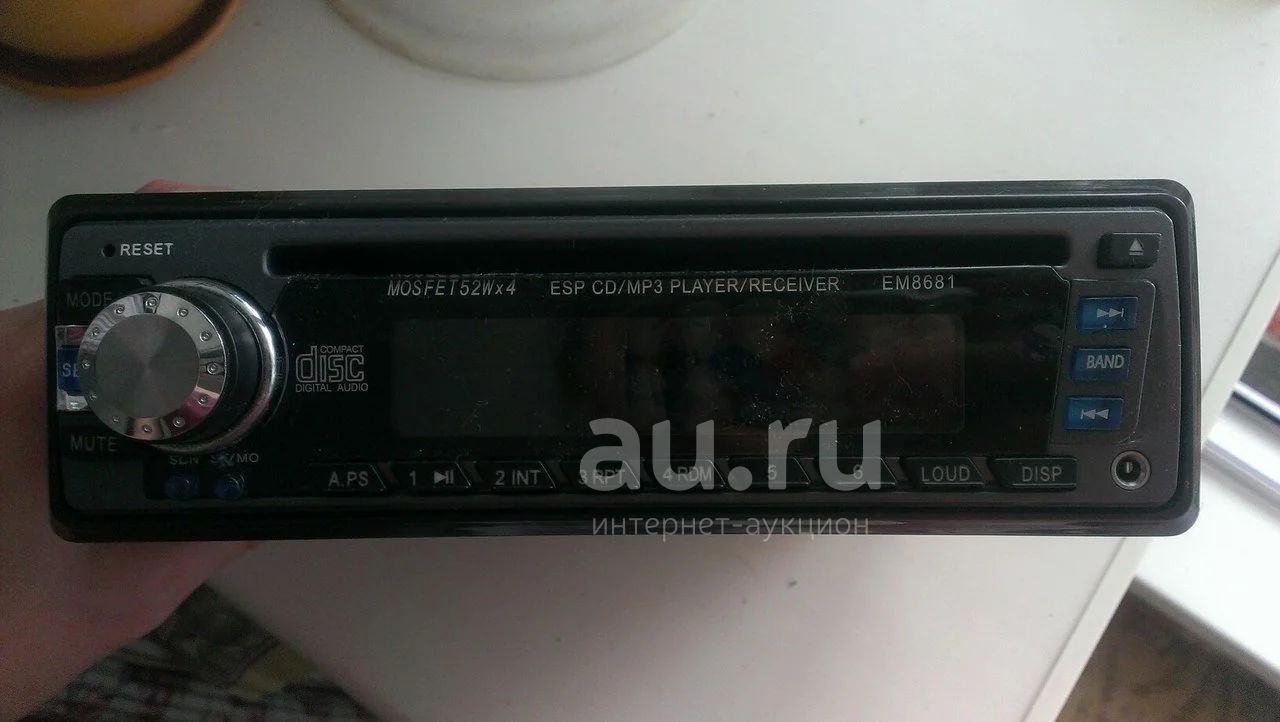 RESET
MODE
MUTE
MOSFET52Wx4 ESP CD/MP3 PLAYER/RECEIVER EM8681
COMPACT
disc
DIGITAL AUDIO
BAND
A.PS 1 2 INT 3 RPT 4 RDM 5 6 LOUD DISP
au.ru
интернет-аукцион